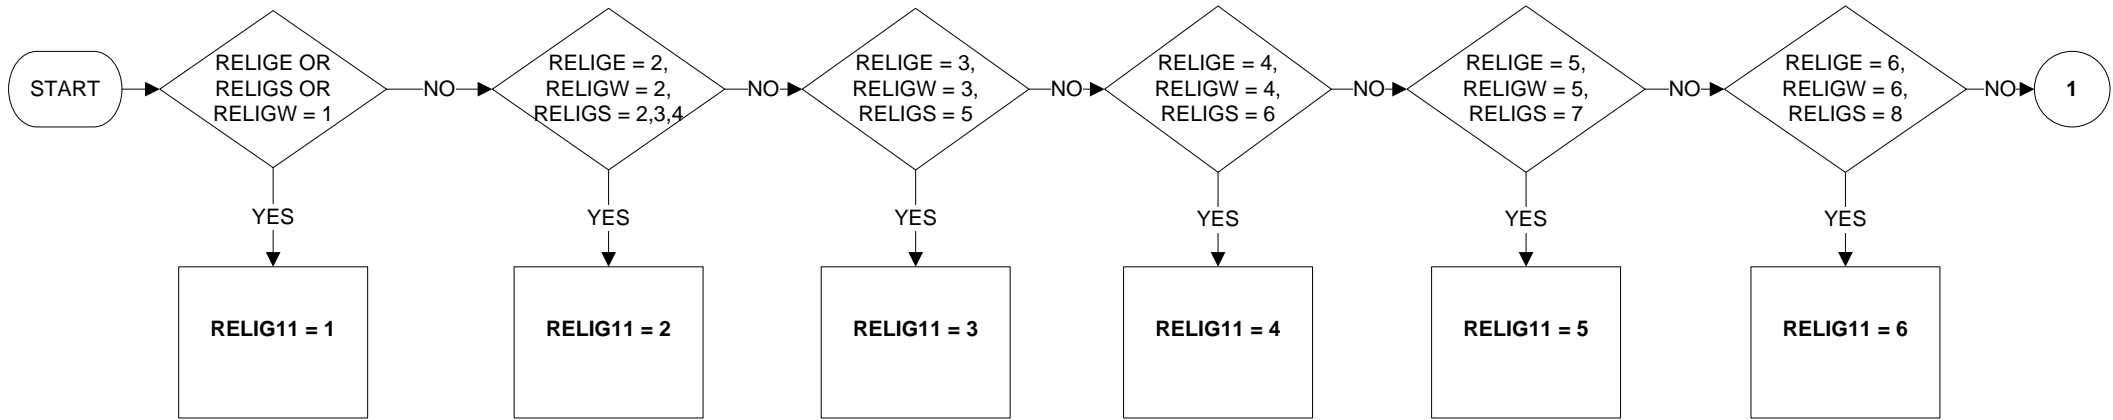 START
RELIGE OR
RELIGS OR
RELIGW = 1
NO
RELIGE = 2,
RELIGW = 2,
RELIGS = 2,3,4
NO
RELIGE = 3,
RELIGW = 3,
RELIGS = 5
NO
RELIGE = 4,
RELIGW = 4,
RELIGS = 6
NO
RELIGE = 5,
RELIGW = 5,
RELIGS = 7
NO
RELIGE = 6,
RELIGW = 6,
RELIGS = 8
NO
1
YES
YES
YES
YES
YES
YES
RELIG11 = 1
RELIG11 = 2
RELIG11 = 3
RELIG11 = 4
RELIG11 = 5
RELIG11 = 6